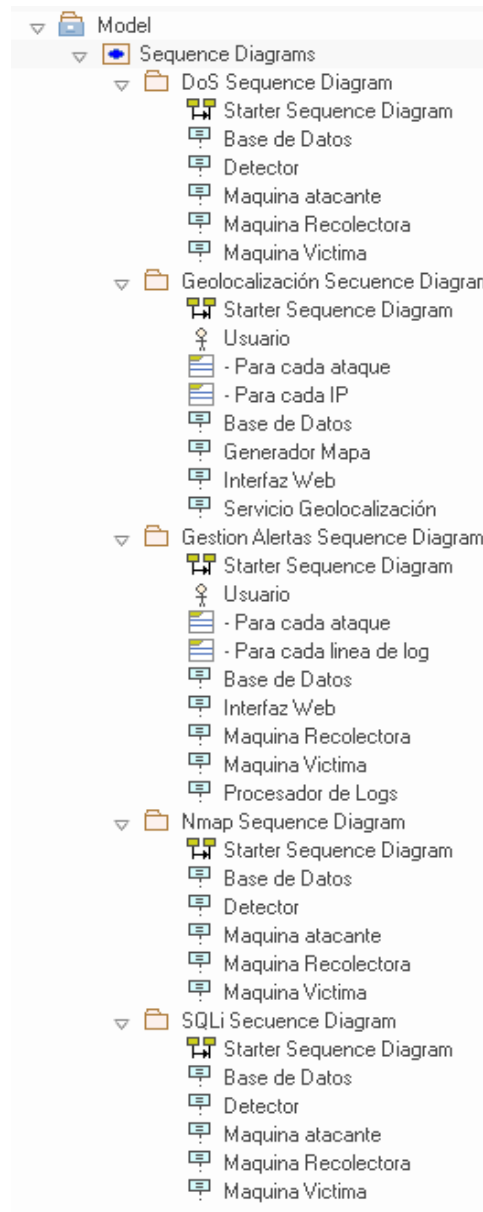 Model
Sequence Diagrams
DoS Sequence Diagram
Starter Sequence Diagram
Base de Datos
Detector
Maquina atacante
Maquina Recolectora
Maquina Victima
Geolocalización Secuence Diagram
Starter Sequence Diagram
Usuario
- Para cada ataque
- Para cada IP
Base de Datos
Generador Mapa
Interfaz Web
Servicio Geolocalización
Gestion Alertas Sequence Diagram
Starter Sequence Diagram
Usuario
- Para cada ataque
- Para cada linea de log
Base de Datos
Interfaz Web
Maquina Recolectora
Maquina Victima
Procesador de Logs
Nmap Sequence Diagram
Starter Sequence Diagram
Base de Datos
Detector
Maquina atacante
Maquina Recolectora
Maquina Victima
SQLi Secuence Diagram
Starter Sequence Diagram
Base de Datos
Detector
Maquina atacante
Maquina Recolectora
Maquina Victima